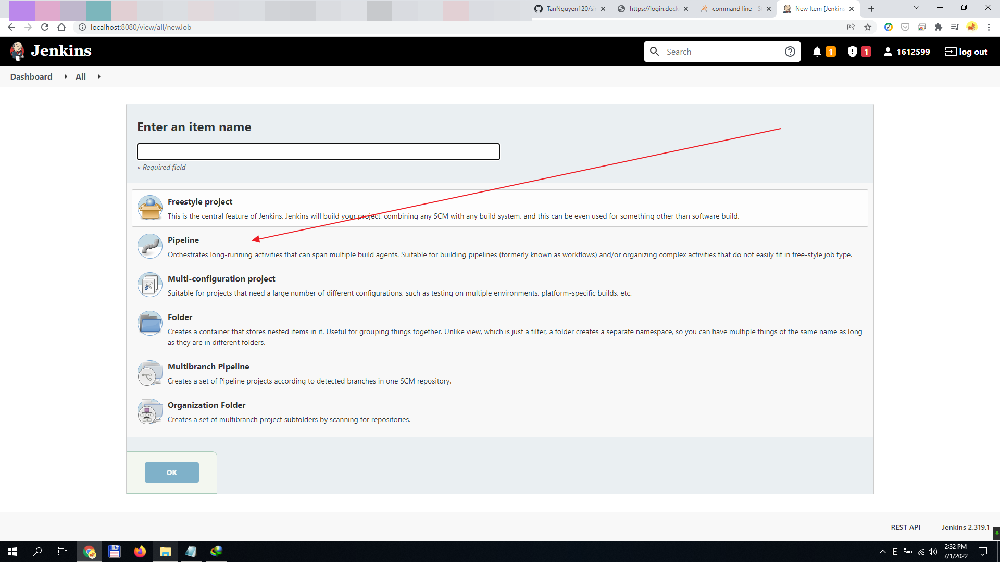 TanNguyen120/si
https://login.dock
command line - S
New Item [Jenkins
localhost:8080/view/all/newJob
Jenkins
Search
1
1
1612599
log out
Dashboard
All
Enter an item name
» Required field
Freestyle project
This is the central feature of Jenkins. Jenkins will build your project, combining any SCM with any build system, and this can be even used for something other than software build.
Pipeline
Orchestrates long-running activities that can span multiple build agents. Suitable for building pipelines (formerly known as workflows) and/or organizing complex activities that do not easily fit in free-style job type.
Multi-configuration project
Suitable for projects that need a large number of different configurations, such as testing on multiple environments, platform-specific builds, etc.
Folder
Creates a container that stores nested items in it. Useful for grouping things together. Unlike view, which is just a filter, a folder creates a separate namespace, so you can have multiple things of the same name as long
as they are in different folders.
Multibranch Pipeline
Creates a set of Pipeline projects according to detected branches in one SCM repository.
Organization Folder
Creates a set of multibranch project subfolders by scanning for repositories.
OK
REST API
Jenkins 2.319.1
E
2:32 PM
7/1/2022